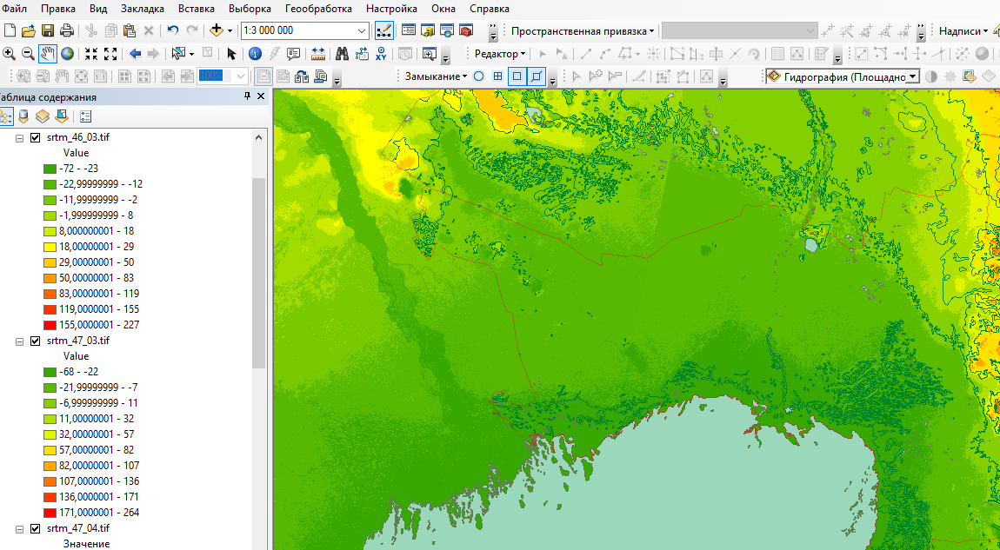 Файл Правка Вид Закладка Вставка Выборка Геообработка Настройка Окна Справка
1:3 000 000 Пространственная привязка Надписи
Редактор
100% Замыкание Гидрография (Площадно
Таблица содержания
srtm_46_03.tif
Value
-72 - -23
-22,99999999 - -12
-11,99999999 - -2
-1,999999999 - 8
8,000000001 - 18
18,00000001 - 29
29,00000001 - 50
50,00000001 - 83
83,00000001 - 119
119,0000001 - 155
155,0000001 - 227
srtm_47_03.tif
Value
-68 - -22
-21,99999999 - -7
-6,999999999 - 11
11,00000001 - 32
32,00000001 - 57
57,00000001 - 82
82,00000001 - 107
107,0000001 - 136
136,0000001 - 171
171,0000001 - 264
srtm_47_04.tif
Значение